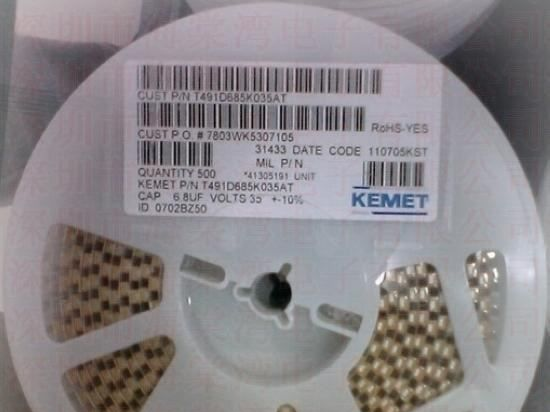 CUST P/N T491D685K035AT
CUST P.O. # 7803WK5307105
RoHS-YES
31433 DATE CODE 110705KST
MIL P/N
QUANTITY 500 *41305191 UNIT
KEMET P/N T491D685K035AT
CAP 6.8UF VOLTS 35 +-10%
ID 0702BZ50
KEMET